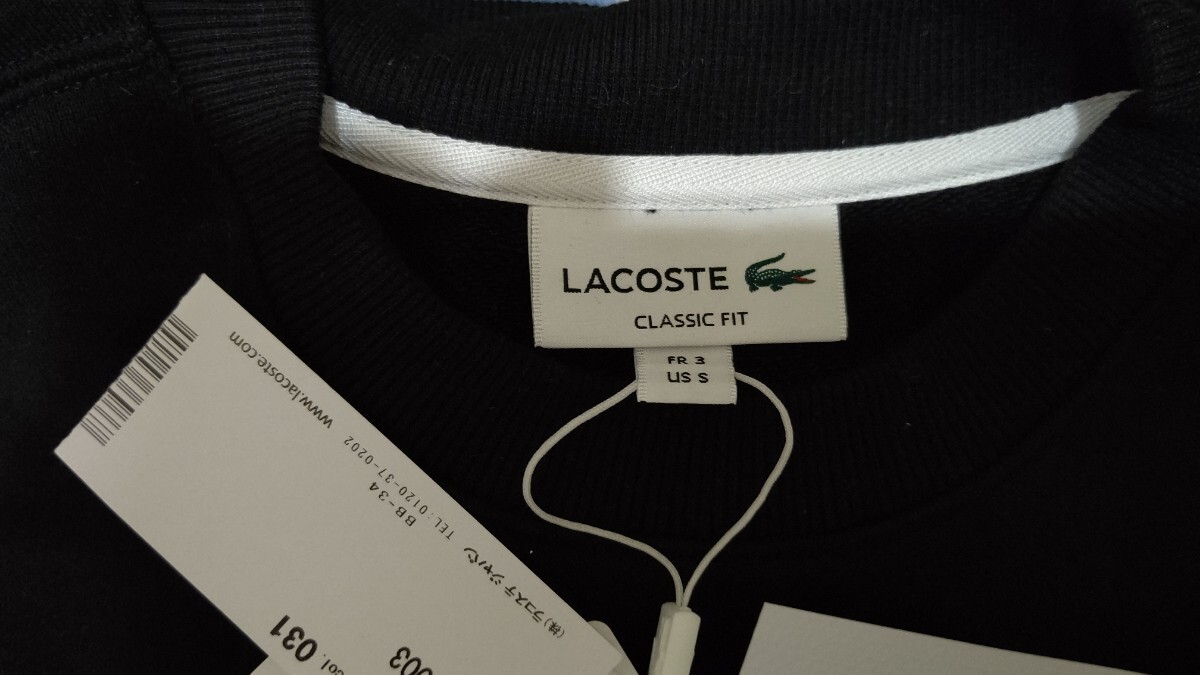 LACOSTE
CLASSIC FIT
FR 3
US S
003
col. 031
(株)ラコステ ジャパン
BB-34 TEL:0120-37-0202
www.lacoste.com